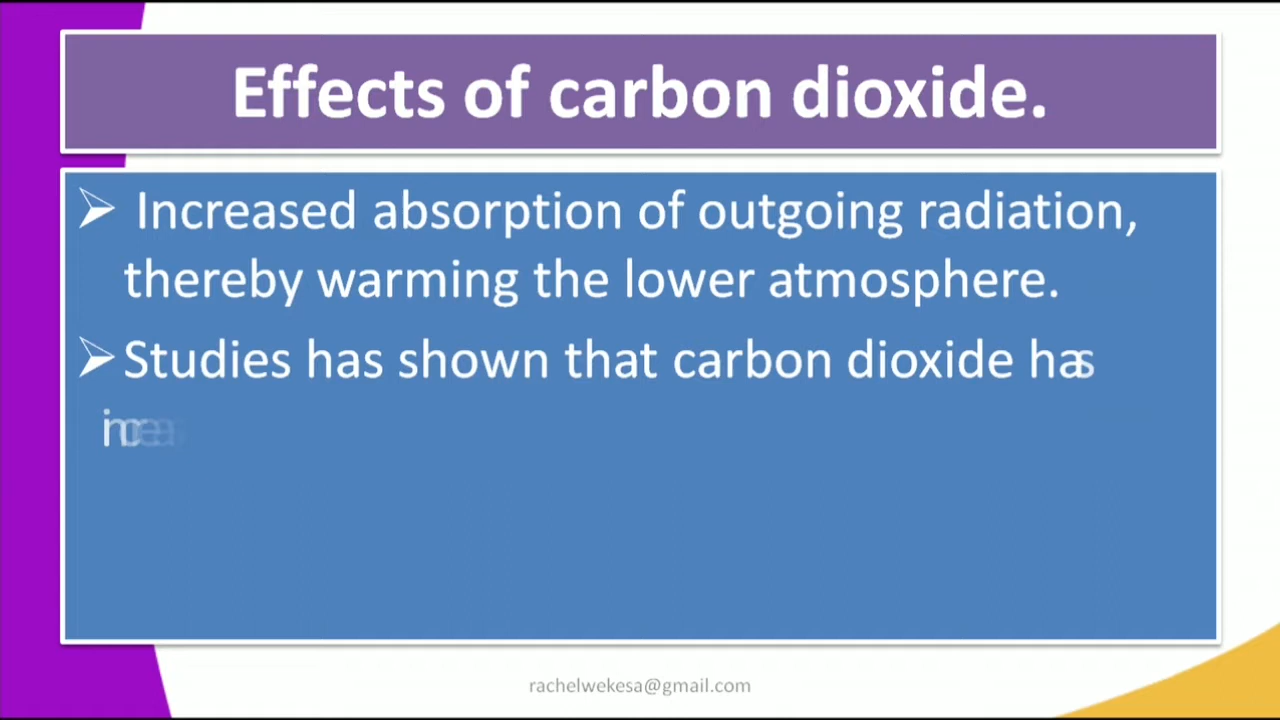 Effects of carbon dioxide.
➢ Increased absorption of outgoing radiation,
thereby warming the lower atmosphere.
➢ Studies has shown that carbon dioxide has
rachelwekesa@gmail.com